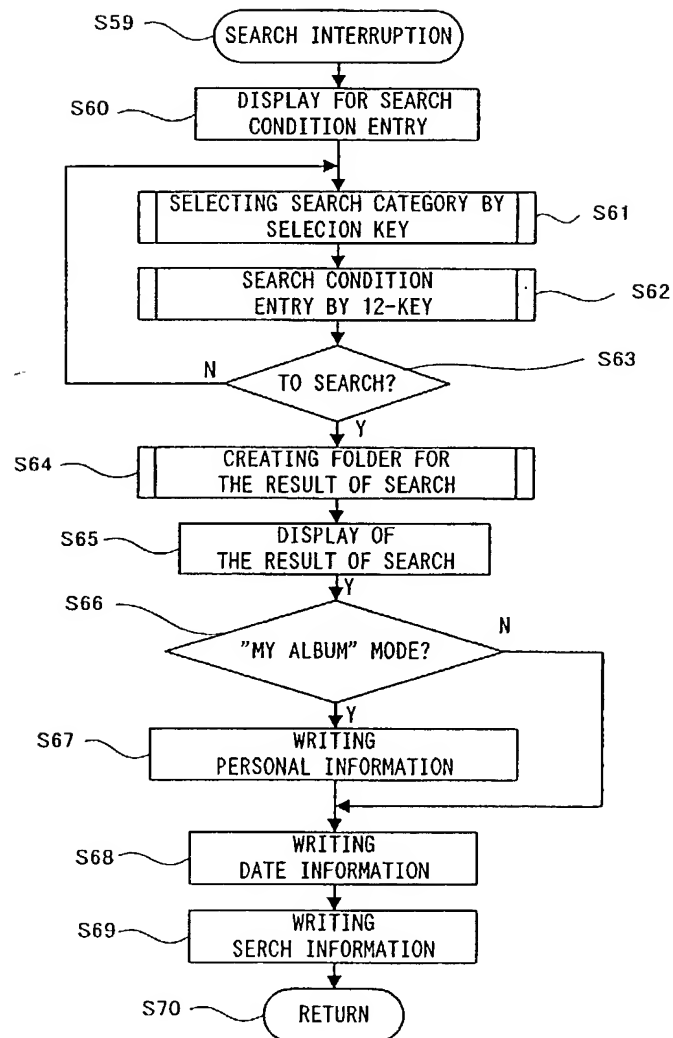 S59
SEARCH INTERRUPTION
S60
DISPLAY FOR SEARCH
CONDITION ENTRY
SELECTING SEARCH CATEGORY BY
SELECION KEY
S61
SEARCH CONDITION
ENTRY BY 12-KEY
S62
N
TO SEARCH?
S63
Y
S64
CREATING FOLDER FOR
THE RESULT OF SEARCH
S65
DISPLAY OF
THE RESULT OF SEARCH
Y
S66
"MY ALBUM" MODE?
N
Y
S67
WRITING
PERSONAL INFORMATION
S68
WRITING
DATE INFORMATION
S69
WRITING
SERCH INFORMATION
S70
RETURN